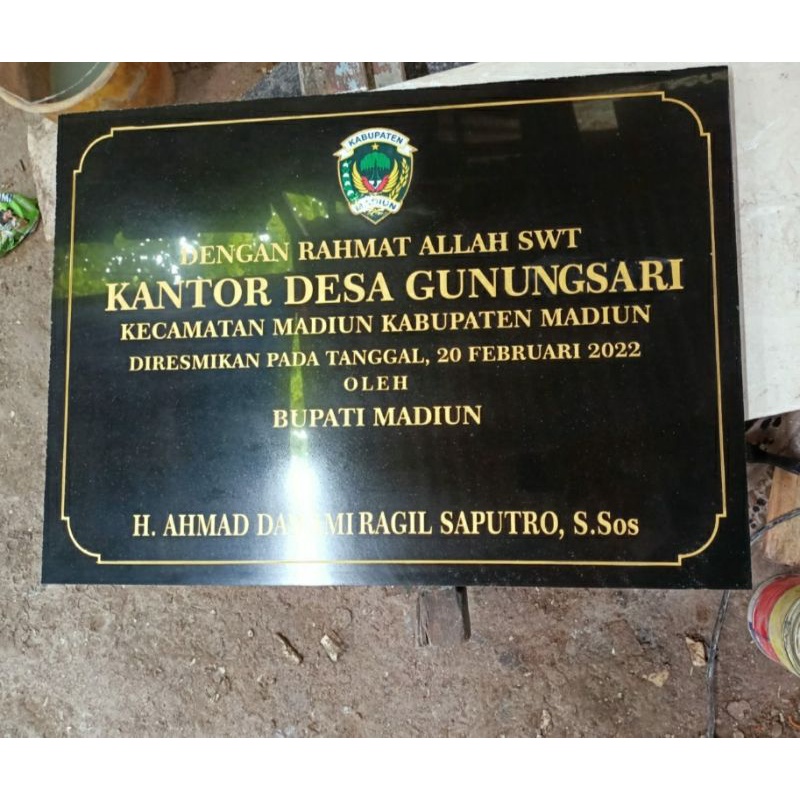 KABUPATEN
MADIUN
DENGAN RAHMAT ALLAH SWT
KANTOR DESA GUNUNGSARI
KECAMATAN MADIUN KABUPATEN MADIUN
DIRESMIKAN PADA TANGGAL, 20 FEBRUARI 2022
OLEH
BUPATI MADIUN
H. AHMAD RAGIL SAPUTRO, S.Sos